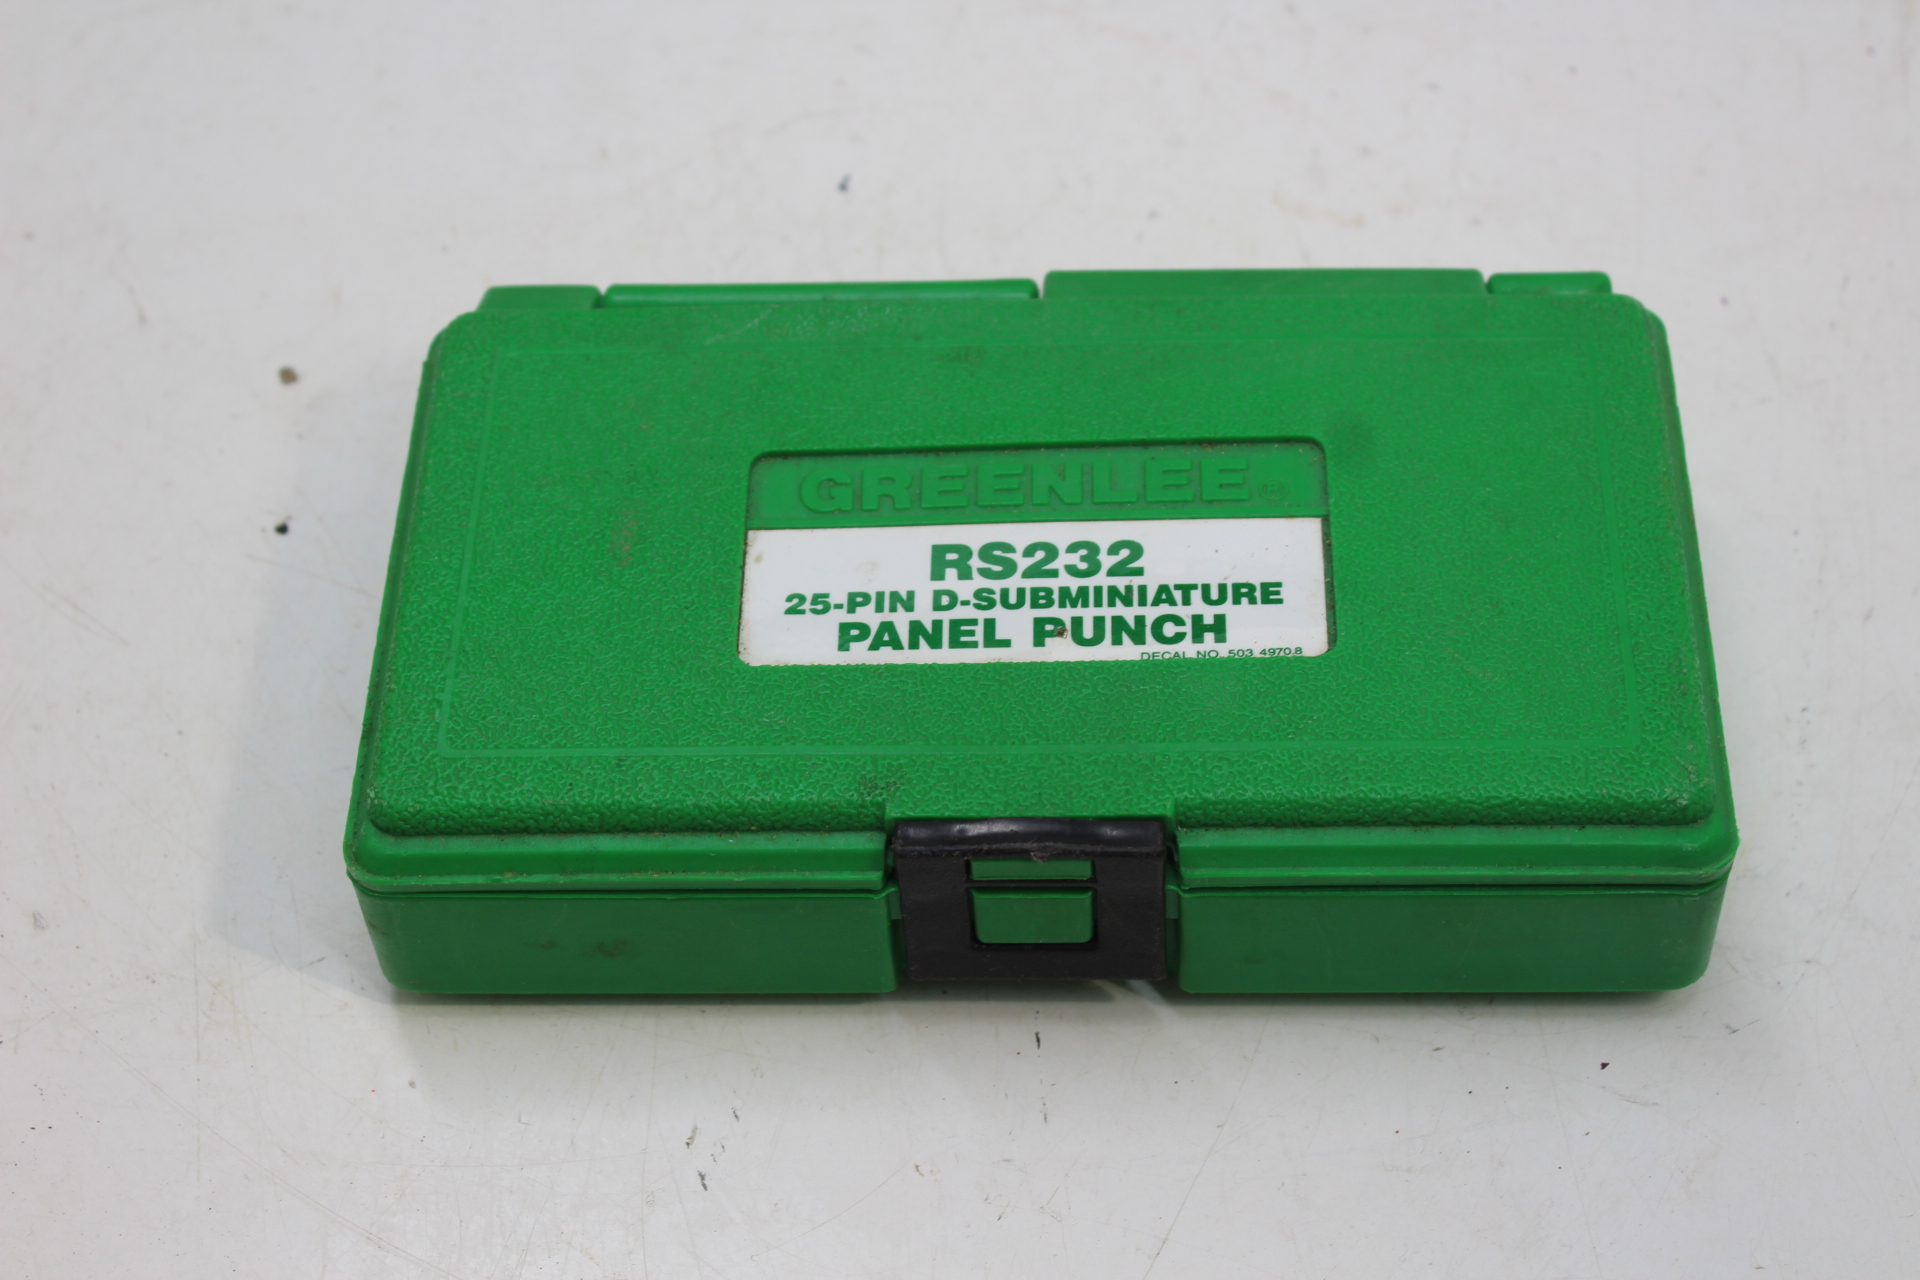 GREENLEE
RS232
25-PIN D-SUBMINIATURE
PANEL PUNCH
DECAL NO. 503 4970.8